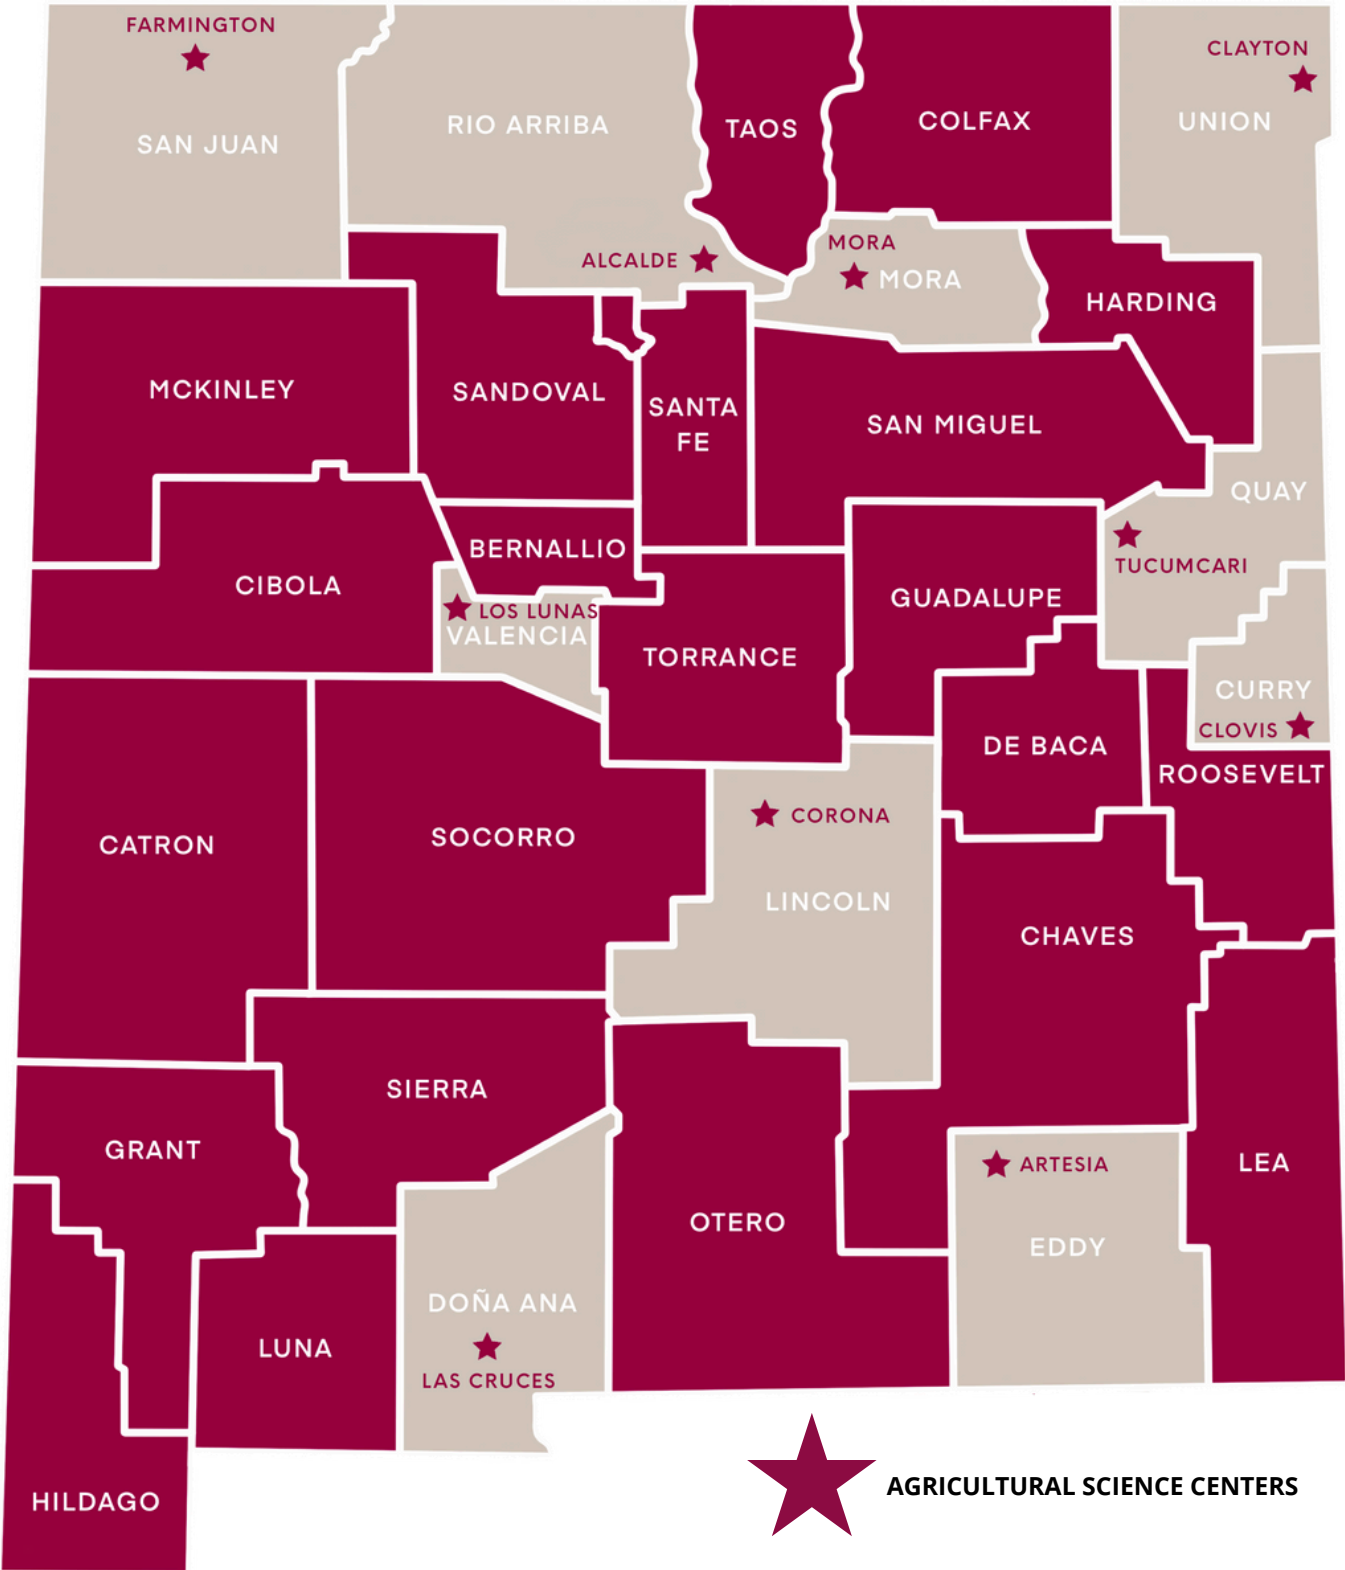 FARMINGTON
CLAYTON
SAN JUAN
RIO ARRIBA
TAOS
COLFAX
UNION
ALCALDE
MORA
MORA
HARDING
MCKINLEY
SANDOVAL
SANTA
FE
SAN MIGUEL
QUAY
BERNALLIO
TUCUMCARI
CIBOLA
LOS LUNAS
VALENCIA
GUADALUPE
TORRANCE
CURRY
CLOVIS
DE BACA
ROOSEVELT
CATRON
SOCORRO
CORONA
LINCOLN
CHAVES
SIERRA
GRANT
ARTESIA
LEA
OTERO
EDDY
DOÑA ANA
LUNA
LAS CRUCES
HILDAGO
AGRICULTURAL SCIENCE CENTERS